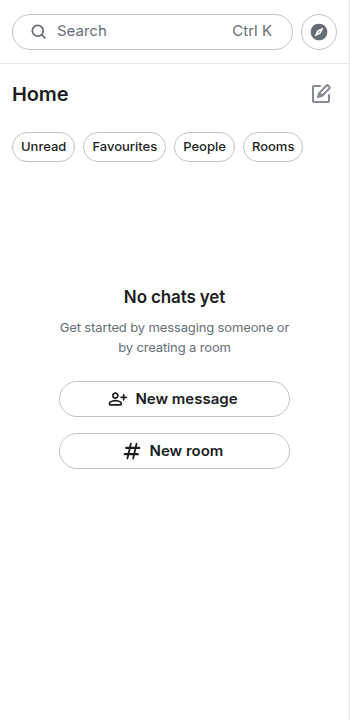 Search Ctrl K
Home
Unread Favourites People Rooms
No chats yet
Get started by messaging someone or
by creating a room
New message
New room